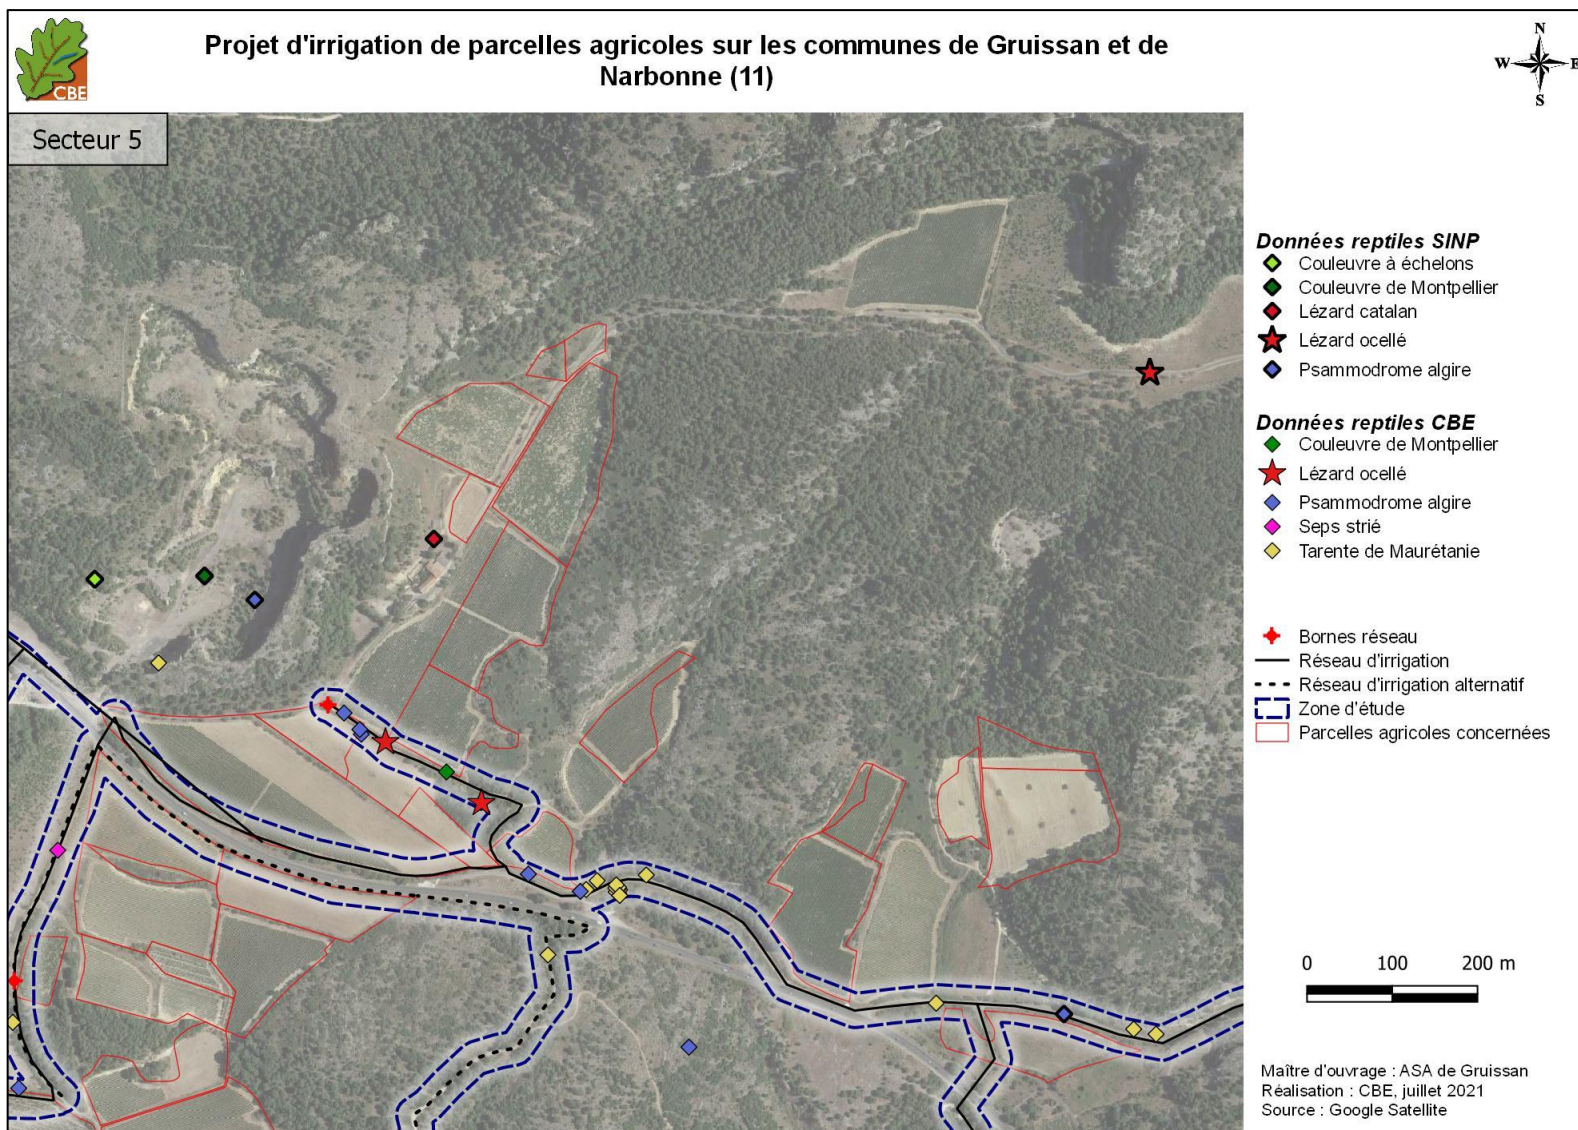 CBE
Projet d'irrigation de parcelles agricoles sur les communes de Gruissan et de
Narbonne (11)
N
W E
S
Secteur 5
Données reptiles SINP
Couleuvre à échelons
Couleuvre de Montpellier
Lézard catalan
Lézard ocellé
Psammodrome algire
Données reptiles CBE
Couleuvre de Montpellier
Lézard ocellé
Psammodrome algire
Seps strié
Tarente de Maurétanie
Bornes réseau
Réseau d'irrigation
Réseau d'irrigation alternatif
Zone d'étude
Parcelles agricoles concernées
0 100 200 m
Maître d'ouvrage : ASA de Gruissan
Réalisation : CBE, juillet 2021
Source : Google Satellite